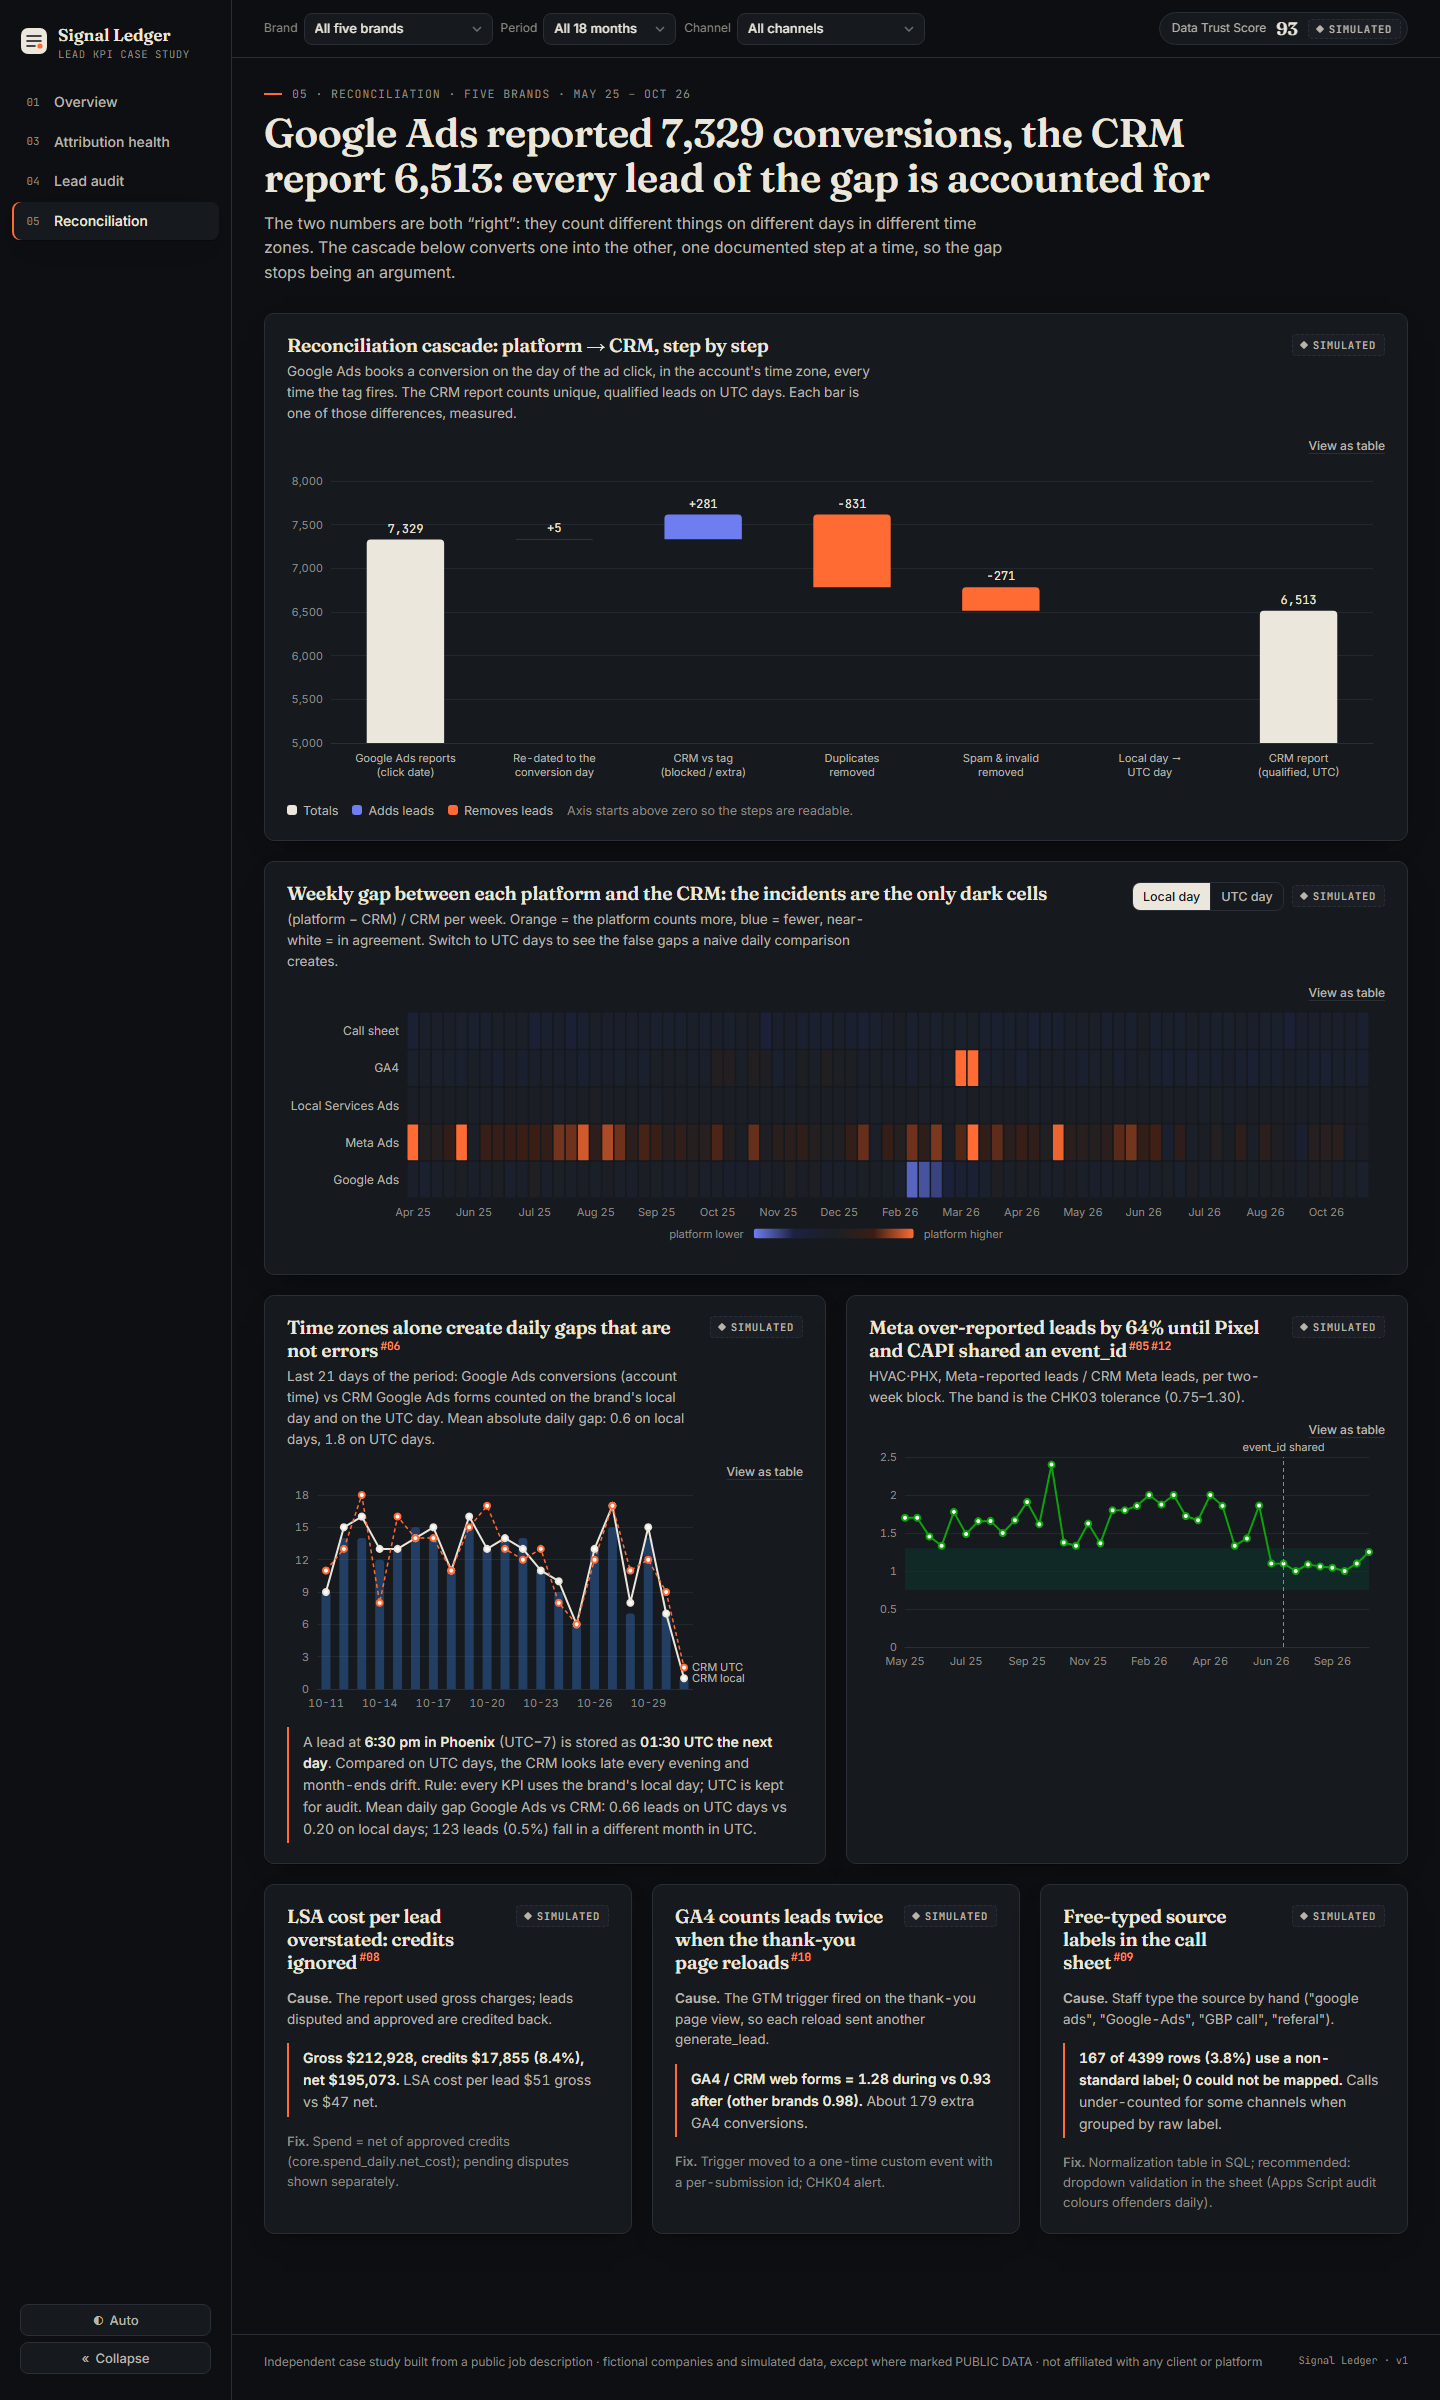 Signal Ledger
LEAD KPI CASE STUDY
01 Overview
03 Attribution health
04 Lead audit
05 Reconciliation
Brand All five brands Period All 18 months Channel All channels
Data Trust Score 93 ◆ SIMULATED
05 · RECONCILIATION · FIVE BRANDS · MAY 25 – OCT 26
Google Ads reported 7,329 conversions, the CRM
report 6,513: every lead of the gap is accounted for
The two numbers are both “right”: they count different things on different days in different time
zones. The cascade below converts one into the other, one documented step at a time, so the gap
stops being an argument.
Reconciliation cascade: platform → CRM, step by step
◆ SIMULATED
Google Ads books a conversion on the day of the ad click, in the account's time zone, every
time the tag fires. The CRM report counts unique, qualified leads on UTC days. Each bar is
one of those differences, measured.
View as table
8,000
7,500
7,000
6,500
6,000
5,500
5,000
7,329
+5
+281
-831
-271
6,513
Google Ads reports
(click date)
Re-dated to the
conversion day
CRM vs tag
(blocked / extra)
Duplicates
removed
Spam & invalid
removed
Local day →
UTC day
CRM report
(qualified, UTC)
Totals Adds leads Removes leads Axis starts above zero so the steps are readable.
Weekly gap between each platform and the CRM: the incidents are the only dark cells
Local day UTC day ◆ SIMULATED
(platform − CRM) / CRM per week. Orange = the platform counts more, blue = fewer, near-
white = in agreement. Switch to UTC days to see the false gaps a naive daily comparison
creates.
View as table
Call sheet
GA4
Local Services Ads
Meta Ads
Google Ads
Apr 25 Jun 25 Jul 25 Aug 25 Sep 25 Oct 25 Nov 25 Dec 25 Feb 26 Mar 26 Apr 26 May 26 Jun 26 Jul 26 Aug 26 Oct 26
platform lower platform higher
Time zones alone create daily gaps that are
not errors #06
◆ SIMULATED
Last 21 days of the period: Google Ads conversions (account
time) vs CRM Google Ads forms counted on the brand's local
day and on the UTC day. Mean absolute daily gap: 0.6 on local
days, 1.8 on UTC days.
View as table
18
15
12
9
6
3
0
CRM UTC
CRM local
10-11 10-14 10-17 10-20 10-23 10-26 10-29
A lead at 6:30 pm in Phoenix (UTC−7) is stored as 01:30 UTC the next
day. Compared on UTC days, the CRM looks late every evening and
month-ends drift. Rule: every KPI uses the brand's local day; UTC is kept
for audit. Mean daily gap Google Ads vs CRM: 0.66 leads on UTC days vs
0.20 on local days; 123 leads (0.5%) fall in a different month in UTC.
Meta over-reported leads by 64% until Pixel
and CAPI shared an event_id #05 #12
◆ SIMULATED
HVAC·PHX, Meta-reported leads / CRM Meta leads, per two-
week block. The band is the CHK03 tolerance (0.75–1.30).
View as table
event_id shared
2.5
2
1.5
1
0.5
0
May 25 Jul 25 Sep 25 Nov 25 Feb 26 Apr 26 Jun 26 Sep 26
LSA cost per lead
overstated: credits
ignored #08
◆ SIMULATED
Cause. The report used gross charges; leads
disputed and approved are credited back.
Gross $212,928, credits $17,855 (8.4%),
net $195,073. LSA cost per lead $51 gross
vs $47 net.
Fix. Spend = net of approved credits
(core.spend_daily.net_cost); pending disputes
shown separately.
GA4 counts leads twice
when the thank-you
page reloads #10
◆ SIMULATED
Cause. The GTM trigger fired on the thank-you
page view, so each reload sent another
generate_lead.
GA4 / CRM web forms = 1.28 during vs 0.93
after (other brands 0.98). About 179 extra
GA4 conversions.
Fix. Trigger moved to a one-time custom event with
a per-submission id; CHK04 alert.
Free-typed source
labels in the call
sheet #09
◆ SIMULATED
Cause. Staff type the source by hand ("google
ads", "Google-Ads", "GBP call", "referal").
167 of 4399 rows (3.8%) use a non-
standard label; 0 could not be mapped. Calls
under-counted for some channels when
grouped by raw label.
Fix. Normalization table in SQL; recommended:
dropdown validation in the sheet (Apps Script audit
colours offenders daily).
Auto
« Collapse
Independent case study built from a public job description · fictional companies and simulated data, except where marked PUBLIC DATA · not affiliated with any client or platform
Signal Ledger · v1